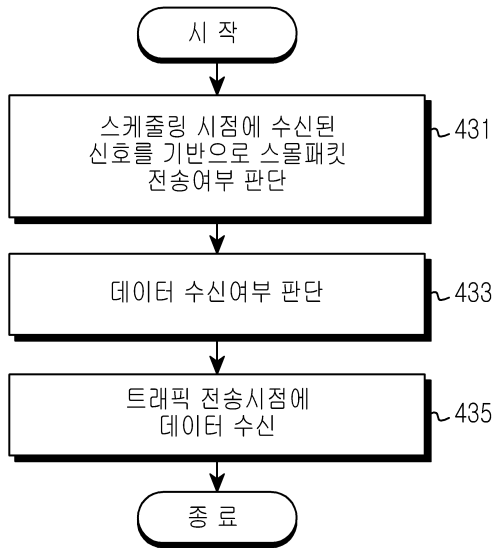 시 작
스케줄링 시점에 수신된
신호를 기반으로 스몰패킷
전송여부 판단
431
데이터 수신여부 판단
433
트래픽 전송시점에
데이터 수신
435
종 료